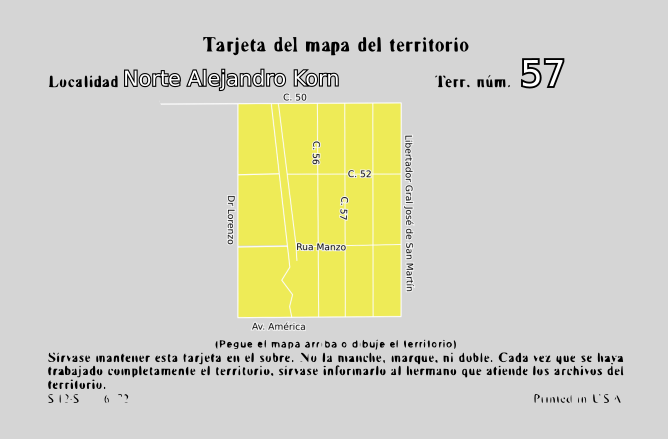 Tarjeta del mapa del territorio
Localidad Norte Alejandro Korn Terr. núm. 57
C. 50
C. 56
Libertador Gral José de San Martín
C. 52
Dr Lorenzo
C. 57
Rua Manzo
Av. América
(Pegue el mapa arriba o dibuje el territorio)
Sírvase mantener esta tarjeta en el sobre. No la manche, marque, ni doble. Cada vez que se haya
trabajado completamente el territorio, sírvase informarlo al hermano que atiende los archivos del
territorio.
S-12-S Printed in U S A